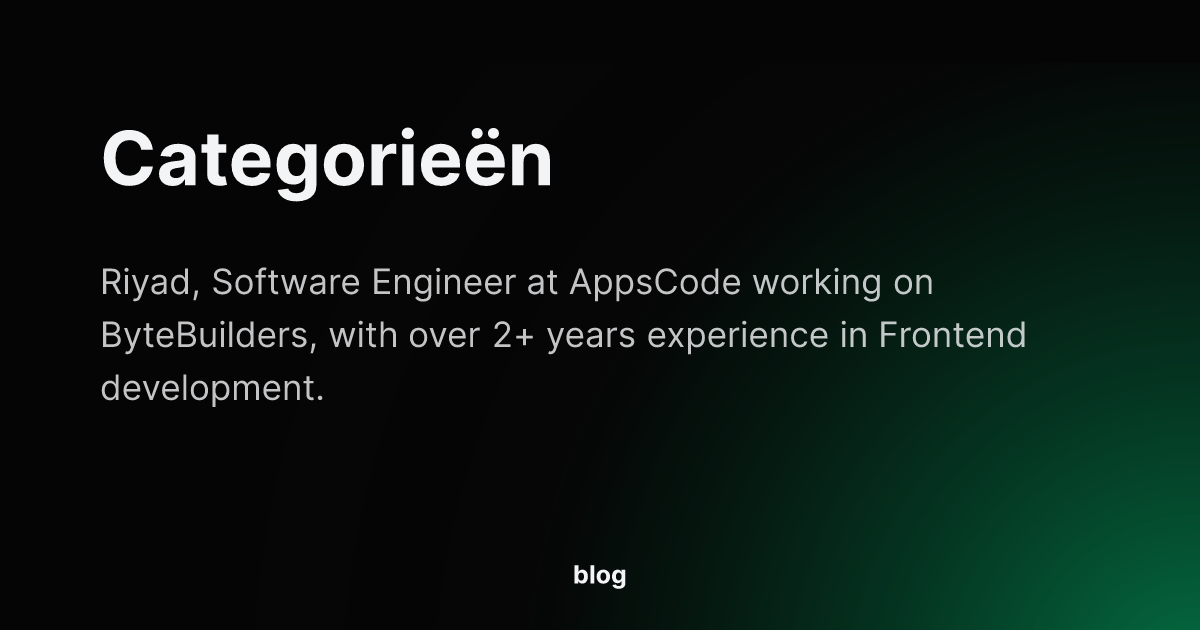 Categorieën
Riyad, Software Engineer at AppsCode working on
ByteBuilders, with over 2+ years experience in Frontend
development.
blog